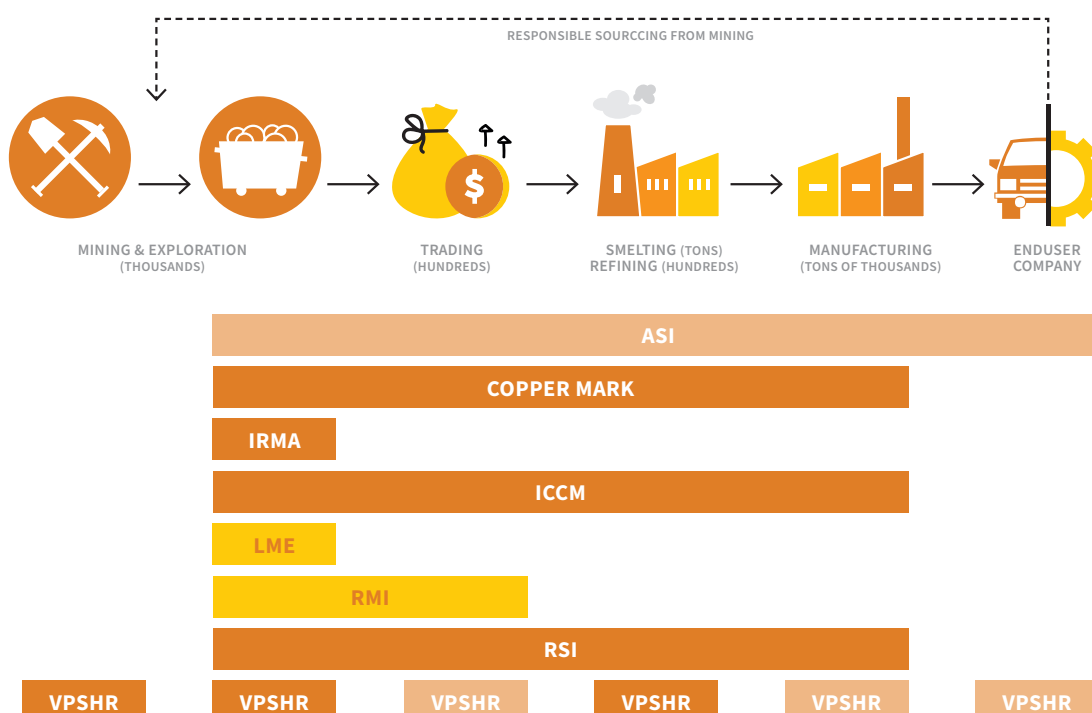 RESPONSIBLE SOURCCING FROM MINING
$
MINING & EXPLORATION
(THOUSANDS)
TRADING
(HUNDREDS)
SMELTING (TONS)
REFINING (HUNDREDS)
MANUFACTURING
(TONS OF THOUSANDS)
ENDUSER
COMPANY
ASI
COPPER MARK
IRMA
ICCM
LME
RMI
RSI
VPSHR VPSHR VPSHR VPSHR VPSHR VPSHR